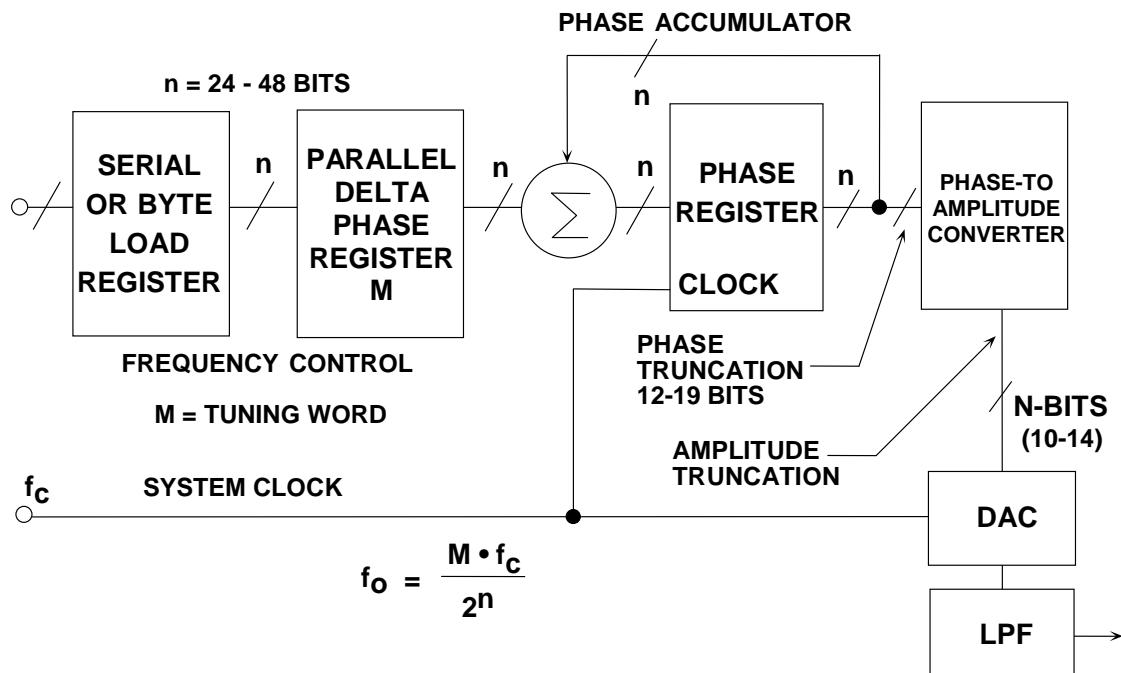 PHASE ACCUMULATOR
n = 24 - 48 BITS
n
SERIAL
OR BYTE
LOAD
REGISTER
n
PARALLEL
DELTA
PHASE
REGISTER
M
n
Σ
n
PHASE
REGISTER
CLOCK
n
PHASE-TO
AMPLITUDE
CONVERTER
FREQUENCY CONTROL
M = TUNING WORD
PHASE
TRUNCATION
12-19 BITS
N-BITS
(10-14)
AMPLITUDE
TRUNCATION
fc
SYSTEM CLOCK
DAC
fo = M • fc / 2^n
LPF